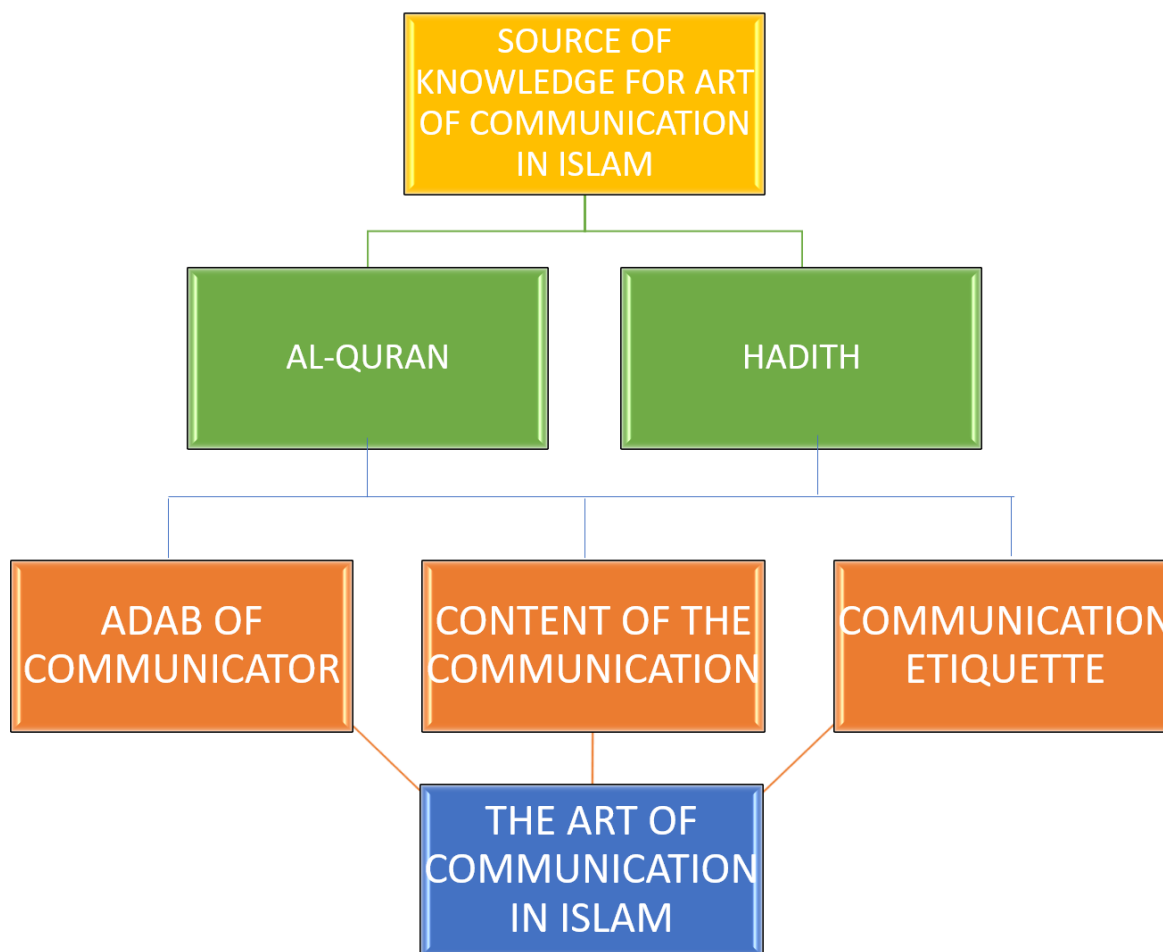 SOURCE OF
KNOWLEDGE FOR ART
OF COMMUNICATION
IN ISLAM
AL-QURAN
HADITH
ADAB OF
COMMUNICATOR
CONTENT OF THE
COMMUNICATION
COMMUNICATION
ETIQUETTE
THE ART OF
COMMUNICATION
IN ISLAM